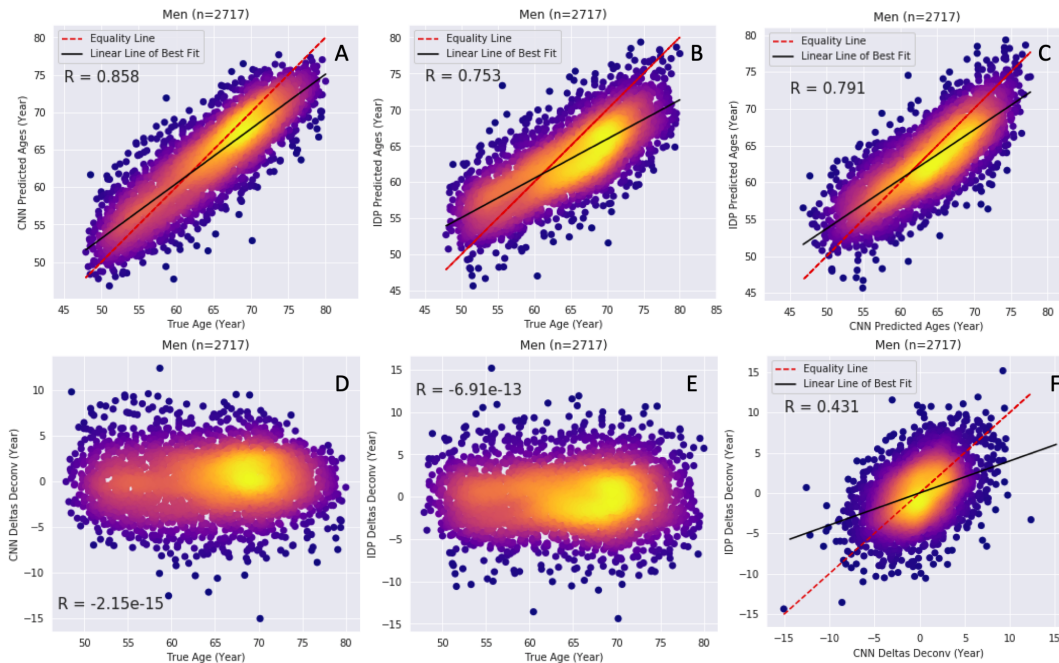 Men (n=2717)
A
Equality Line
Linear Line of Best Fit
R = 0.858
CNN Predicted Ages (Year)
80
75
70
65
60
55
50
45 50 55 60 65 70 75 80
True Age (Year)
Men (n=2717)
B
Equality Line
Linear Line of Best Fit
R = 0.753
IDP Predicted Ages (Year)
80
75
70
65
60
55
50
45
45 50 55 60 65 70 75 80 85
True Age (Year)
Men (n=2717)
C
Equality Line
Linear Line of Best Fit
R = 0.791
IDP Predicted Ages (Year)
80
75
70
65
60
55
50
45
45 50 55 60 65 70 75 80
CNN Predicted Ages (Year)
Men (n=2717)
D
CNN Deltas Deconv (Year)
10
5
0
−5
−10
−15
R = -2.15e-15
50 55 60 65 70 75 80
True Age (Year)
Men (n=2717)
E
R = -6.91e-13
IDP Deltas Deconv (Year)
15
10
5
0
−5
−10
−15
50 55 60 65 70 75 80
True Age (Year)
Men (n=2717)
F
Equality Line
Linear Line of Best Fit
R = 0.431
IDP Deltas Deconv (Year)
15
10
5
0
−5
−10
−15
−15 −10 −5 0 5 10 15
CNN Deltas Deconv (Year)